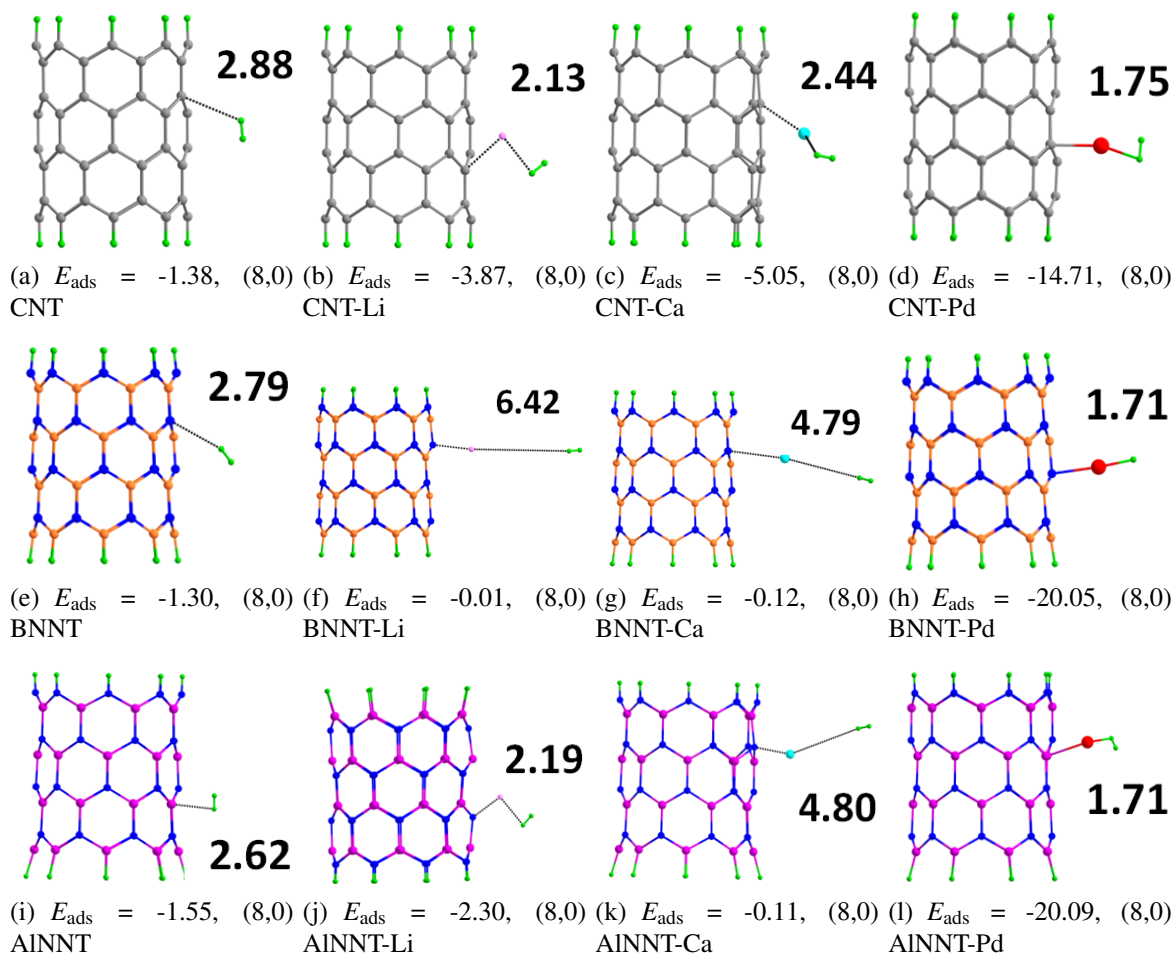 2.88
2.13
2.44
1.75
(a) Eads = -1.38, (8,0)
CNT
(b) Eads = -3.87, (8,0)
CNT-Li
(c) Eads = -5.05, (8,0)
CNT-Ca
(d) Eads = -14.71, (8,0)
CNT-Pd
2.79
6.42
4.79
1.71
(e) Eads = -1.30, (8,0)
BNNT
(f) Eads = -0.01, (8,0)
BNNT-Li
(g) Eads = -0.12, (8,0)
BNNT-Ca
(h) Eads = -20.05, (8,0)
BNNT-Pd
2.62
2.19
4.80
1.71
(i) Eads = -1.55, (8,0)
AlNNT
(j) Eads = -2.30, (8,0)
AlNNT-Li
(k) Eads = -0.11, (8,0)
AlNNT-Ca
(l) Eads = -20.09, (8,0)
AlNNT-Pd